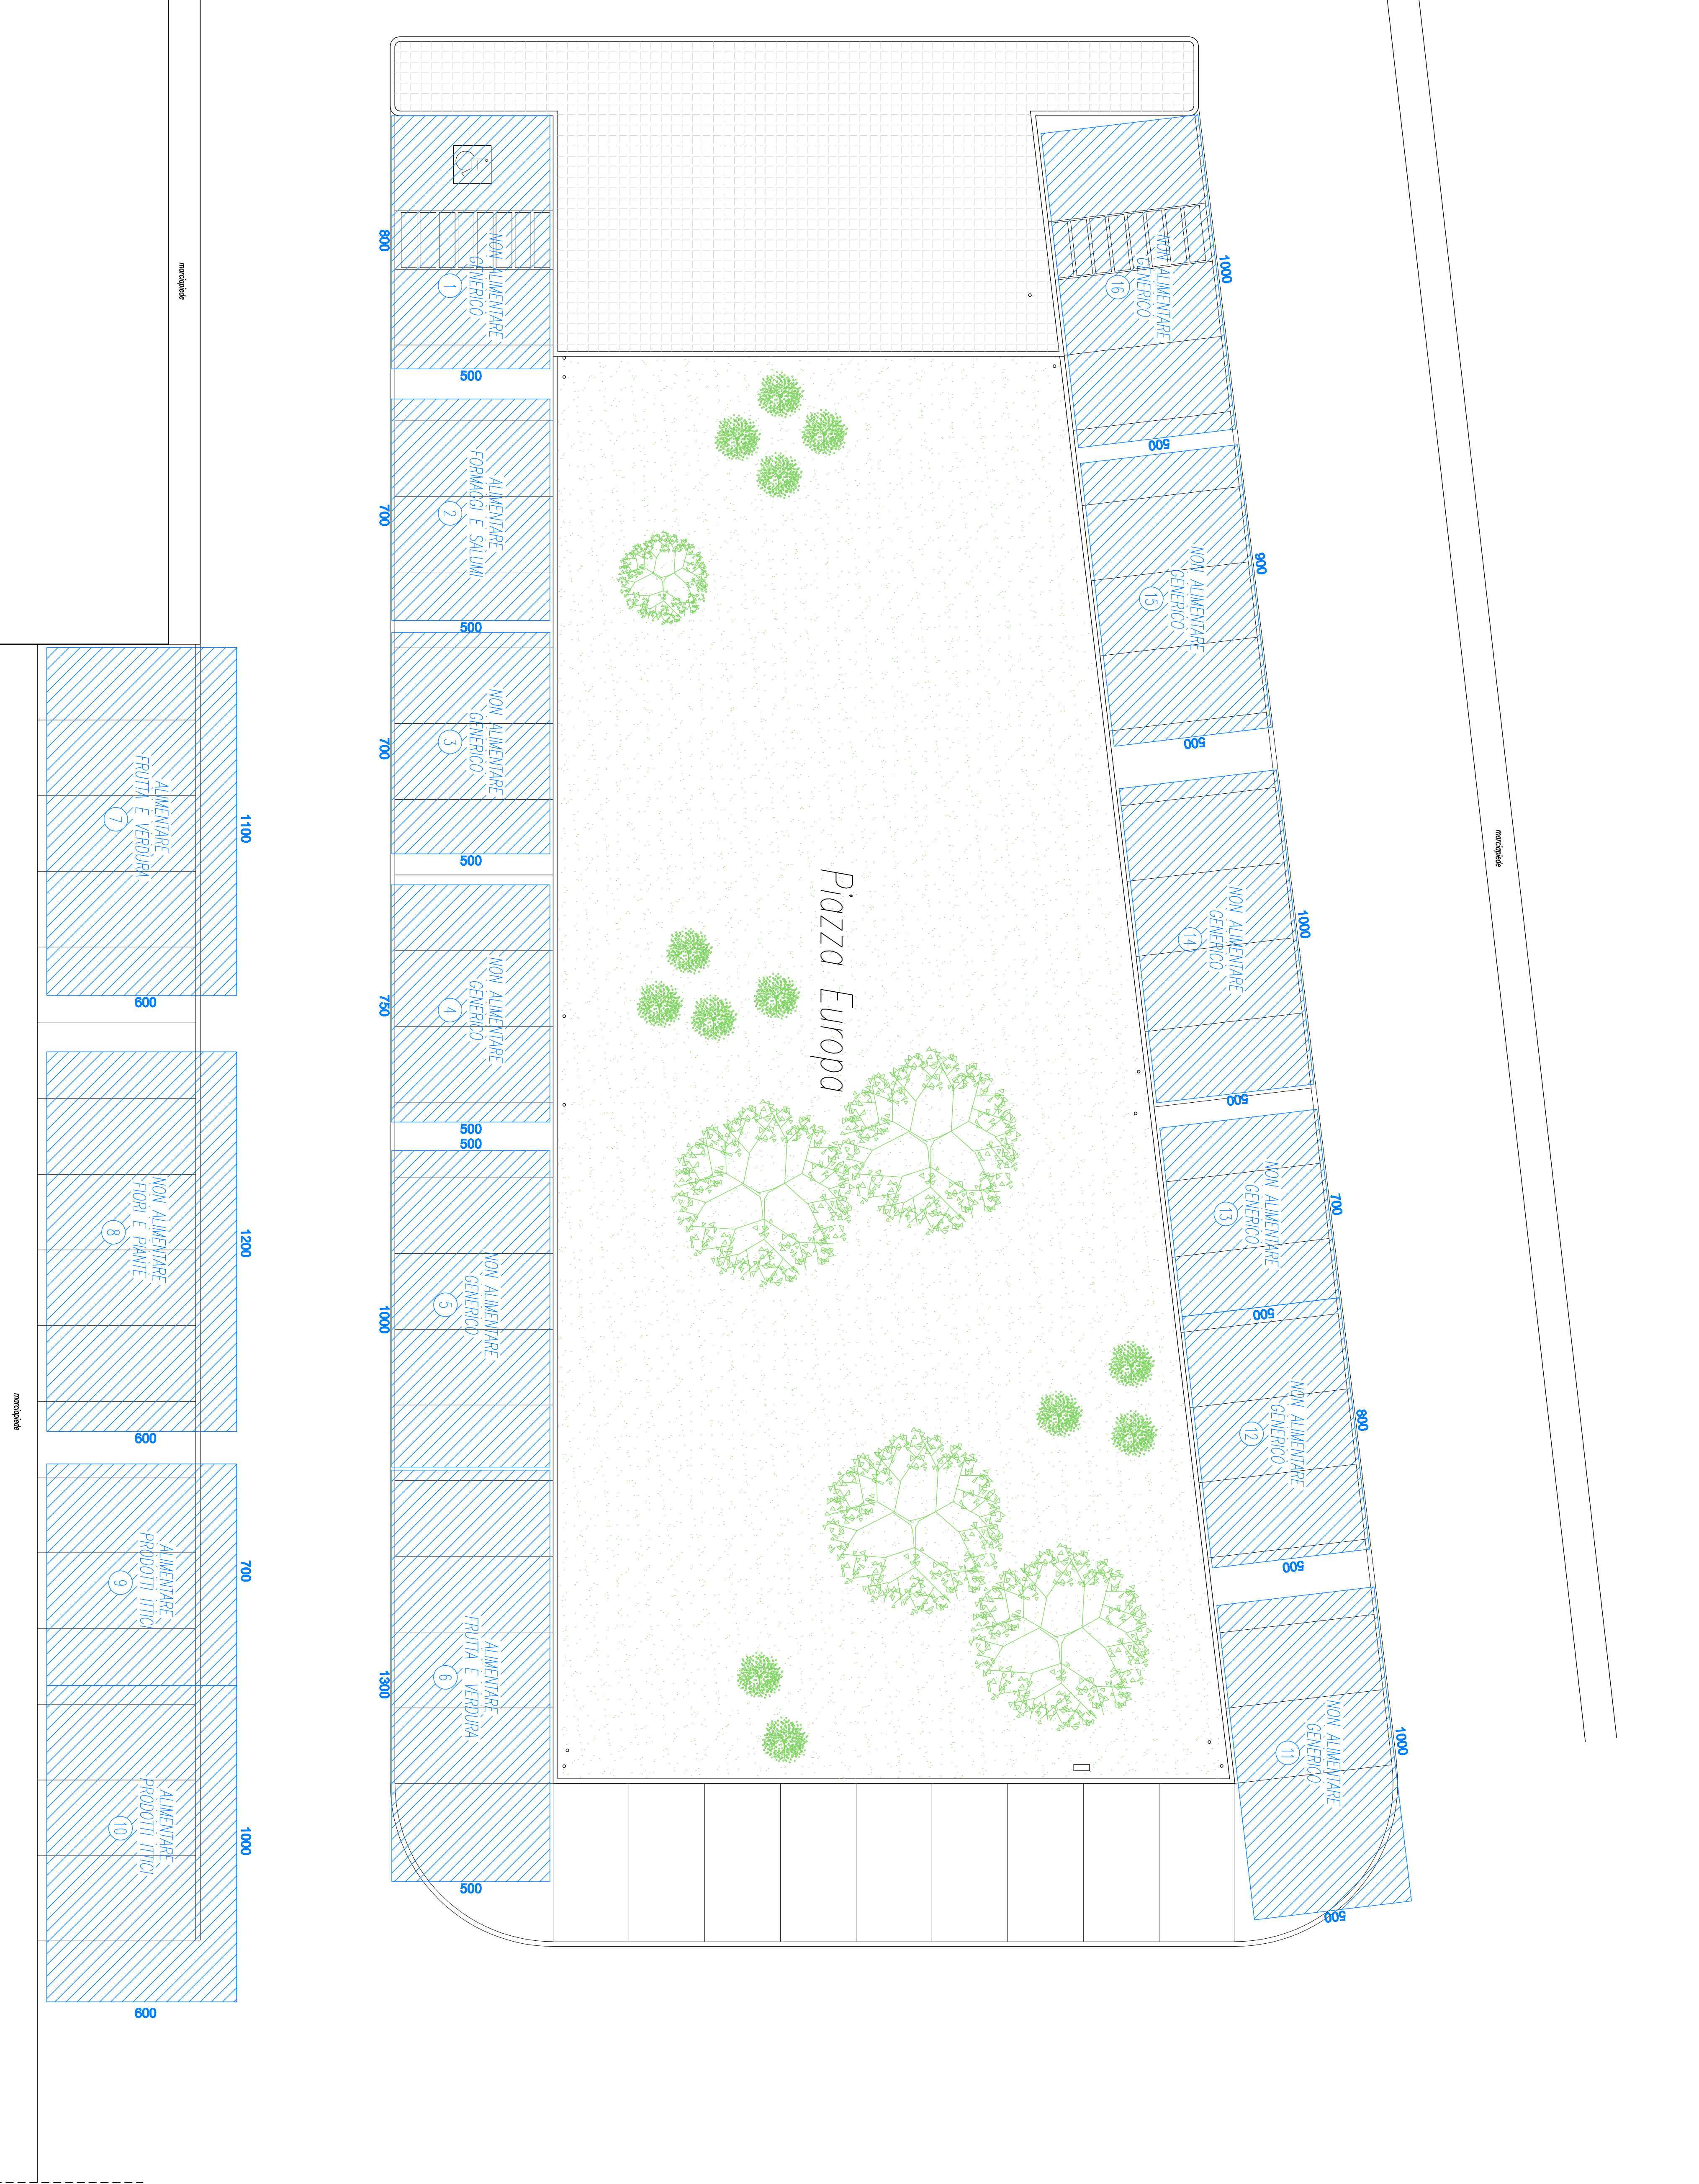 marciapiede
800
NON ALIMENTARE
GENERICO
1
500
700
ALIMENTARE
FORMAGGI E SALUMI
2
500
700
NON ALIMENTARE
GENERICO
3
500
750
NON ALIMENTARE
GENERICO
4
500
500
1000
NON ALIMENTARE
GENERICO
5
1300
ALIMENTARE
FRUTTA E VERDURA
6
500
1100
ALIMENTARE
FRUTTA E VERDURA
7
600
1200
NON ALIMENTARE
FIORI E PIANTE
8
600
700
ALIMENTARE
PRODOTTI ITTICI
9
1000
ALIMENTARE
PRODOTTI ITTICI
10
600
marciapiede
Piazza Europa
1000
NON ALIMENTARE
GENERICO
11
500
800
NON ALIMENTARE
GENERICO
12
500
700
NON ALIMENTARE
GENERICO
13
500
1000
NON ALIMENTARE
GENERICO
14
500
900
NON ALIMENTARE
GENERICO
15
500
1000
NON ALIMENTARE
GENERICO
16
500
marciapiede